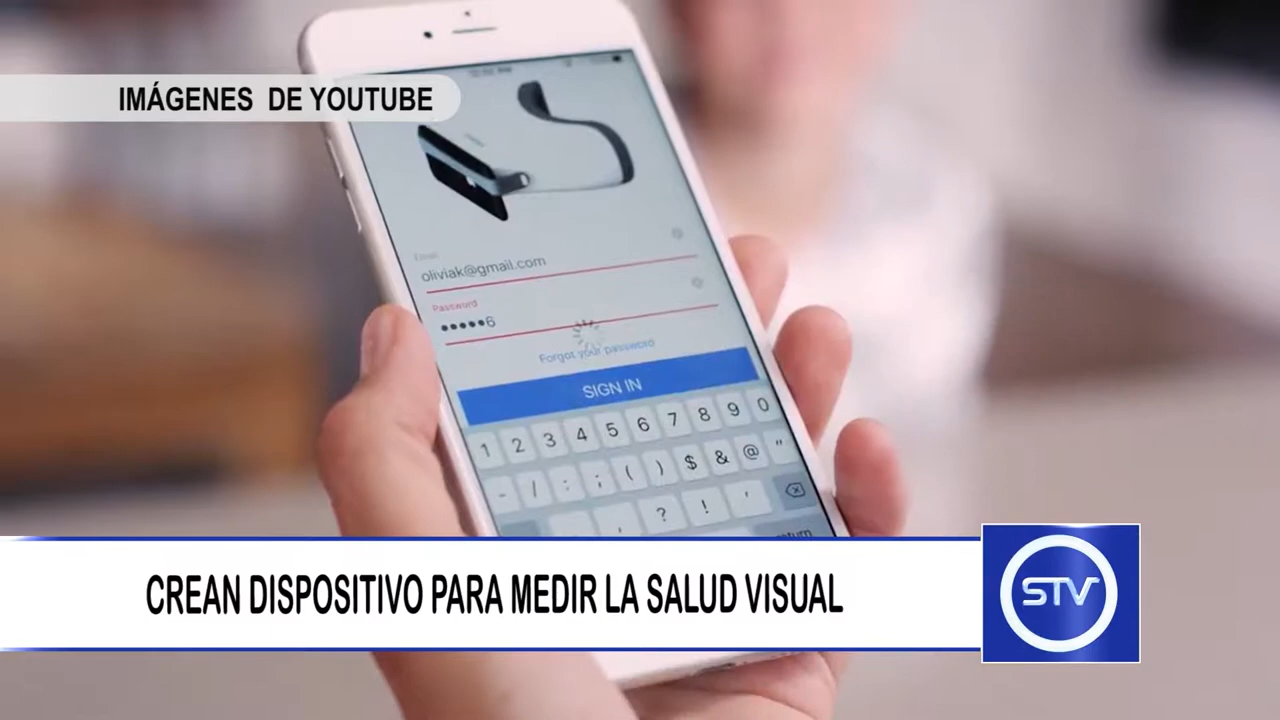 IMÁGENES DE YOUTUBE
Email
oliviak@gmail.com
Password
•••••6
Forgot your password
SIGN IN
1 2 3 4 5 6 7 8 9 0
- / : ; ( ) $ & @ "
, ? ! '
return
CREAN DISPOSITIVO PARA MEDIR LA SALUD VISUAL
STV